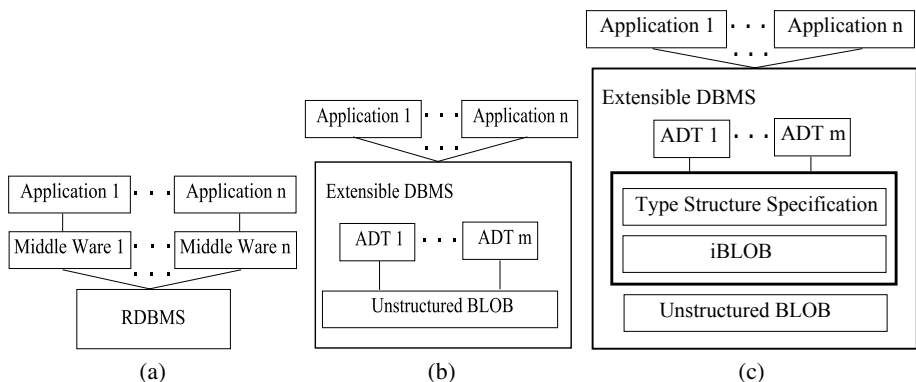 Application 1 · · · Application n
Middle Ware 1 · · · Middle Ware n
· · ·
RDBMS
(a)
Application 1 · · · Application n
· · ·
Extensible DBMS
ADT 1 · · · ADT m
Unstructured BLOB
(b)
Application 1 · · · Application n
· · ·
Extensible DBMS
ADT 1 · · · ADT m
Type Structure Specification
iBLOB
Unstructured BLOB
(c)